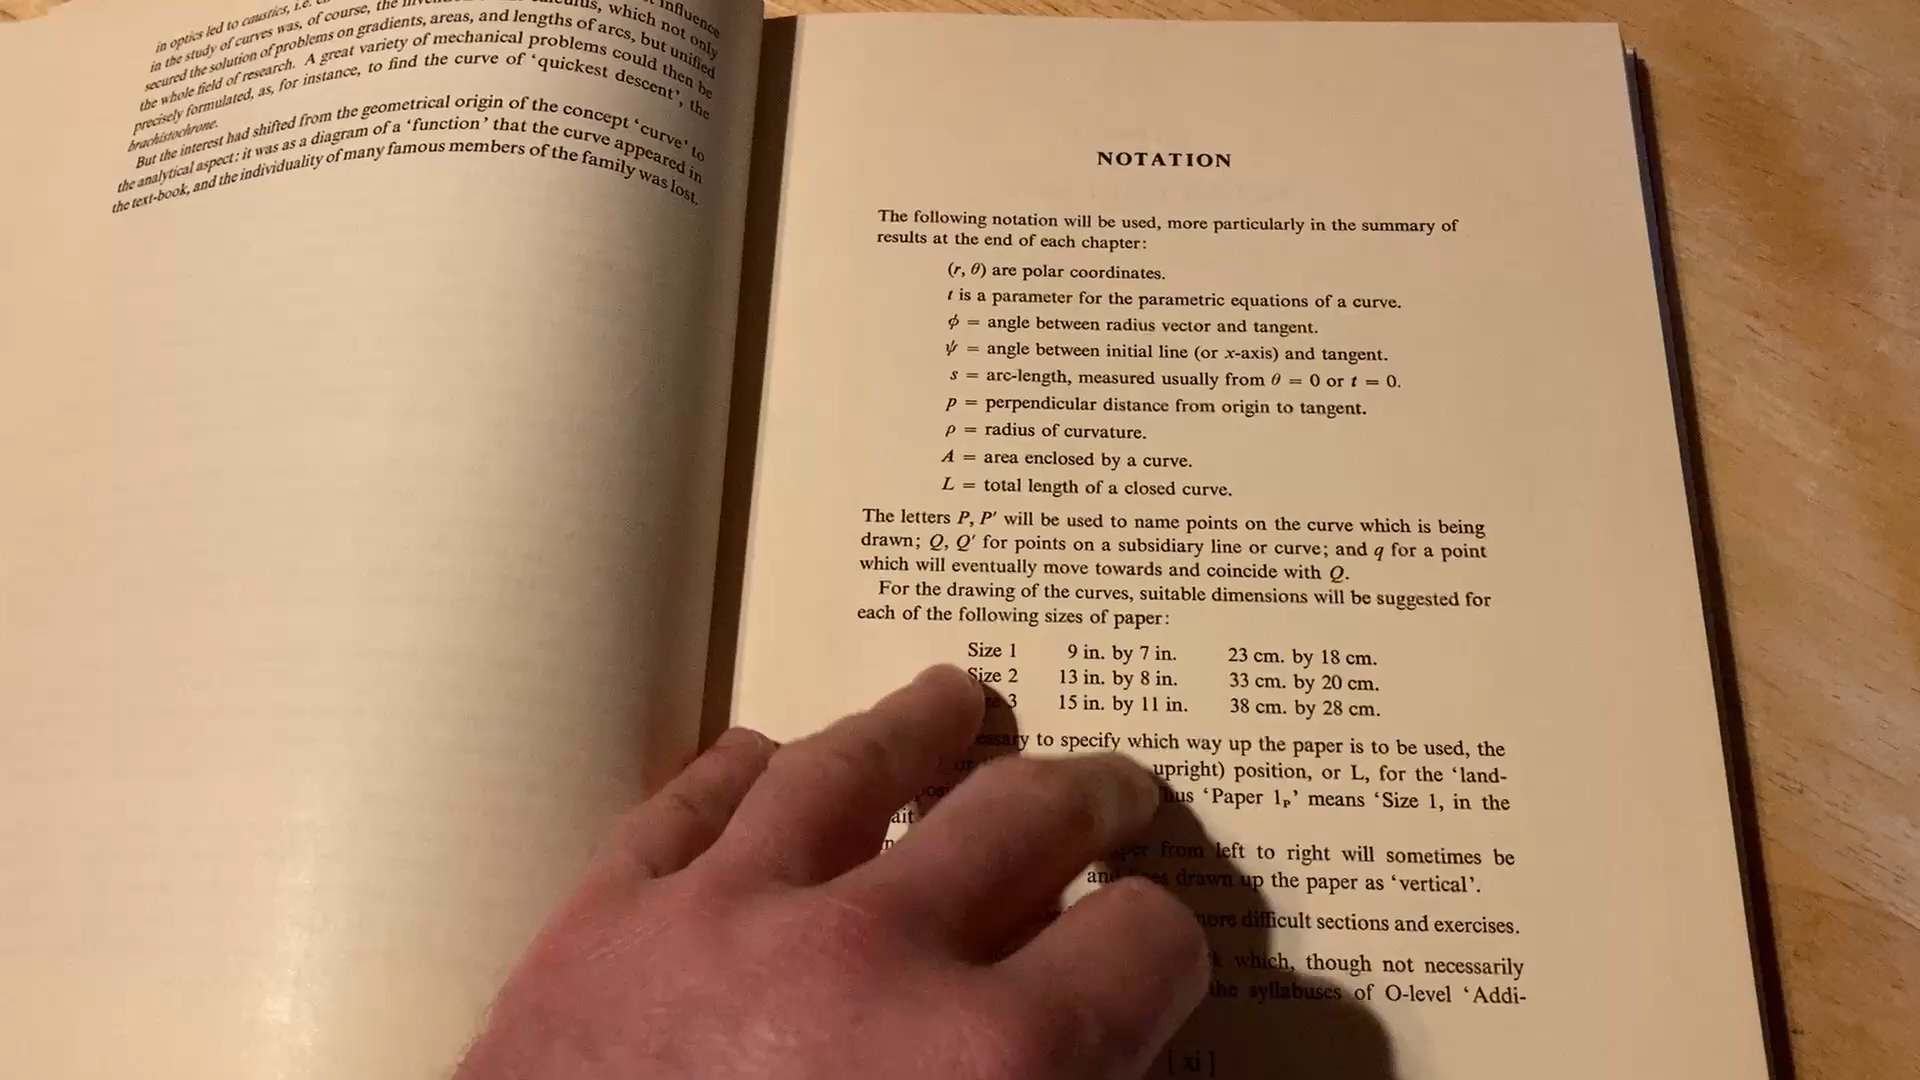 influence
in optics led to caustics, i.e.
in the study of curves was, of course, the which not only
secured the solution of problems on gradients, areas, and lengths of arcs, but unified
the whole field of research. A great variety of mechanical problems could then be
precisely formulated, as, for instance, to find the curve of ‘quickest descent’, the
brachistochrone.
But the interest had shifted from the geometrical origin of the concept ‘curve’ to
the analytical aspect: it was as a diagram of a ‘function’ that the curve appeared in
the text-book, and the individuality of many famous members of the family was lost.
NOTATION
The following notation will be used, more particularly in the summary of
results at the end of each chapter:
(r, θ) are polar coordinates.
t is a parameter for the parametric equations of a curve.
ϕ = angle between radius vector and tangent.
ψ = angle between initial line (or x-axis) and tangent.
s = arc-length, measured usually from θ = 0 or t = 0.
p = perpendicular distance from origin to tangent.
ρ = radius of curvature.
A = area enclosed by a curve.
L = total length of a closed curve.
The letters P, P′ will be used to name points on the curve which is being
drawn; Q, Q′ for points on a subsidiary line or curve; and q for a point
which will eventually move towards and coincide with Q.
For the drawing of the curves, suitable dimensions will be suggested for
each of the following sizes of paper:
Size 1 9 in. by 7 in. 23 cm. by 18 cm.
Size 2 13 in. by 8 in. 33 cm. by 20 cm.
3 15 in. by 11 in. 38 cm. by 28 cm.
to specify which way up the paper is to be used, the
upright) position, or L, for the ‘land-
‘Paper 1ₚ’ means ‘Size 1, in the
from left to right will sometimes be
drawn up the paper as ‘vertical’.
more difficult sections and exercises.
which, though not necessarily
the syllabuses of O-level ‘Addi-
[ xi ]